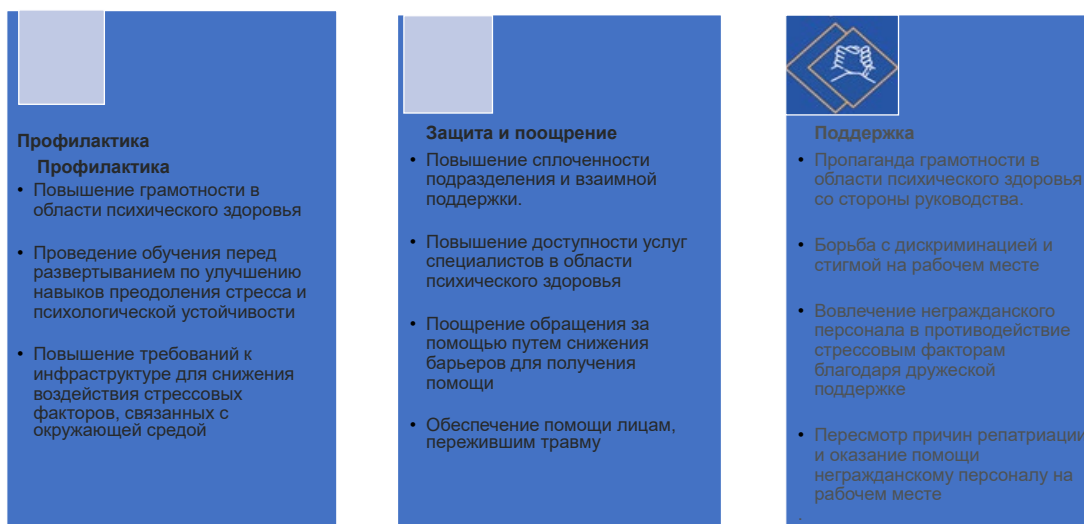 Профилактика
Профилактика
• Повышение грамотности в
области психического здоровья
• Проведение обучения перед
развертыванием по улучшению
навыков преодоления стресса и
психологической устойчивости
• Повышение требований к
инфраструктуре для снижения
воздействия стрессовых
факторов, связанных с
окружающей средой
Защита и поощрение
• Повышение сплоченности
подразделения и взаимной
поддержки.
• Повышение доступности услуг
специалистов в области
психического здоровья
• Поощрение обращения за
помощью путем снижения
барьеров для получения
помощи
• Обеспечение помощи лицам,
пережившим травму
Поддержка
• Пропаганда грамотности в
области психического здоровья
со стороны руководства.
• Борьба с дискриминацией и
стигмой на рабочем месте
• Вовлечение негражданского
персонала в противодействие
стрессовым факторам
благодаря дружеской
поддержке
• Пересмотр причин репатриации
и оказание помощи
негражданскому персоналу на
рабочем месте
.